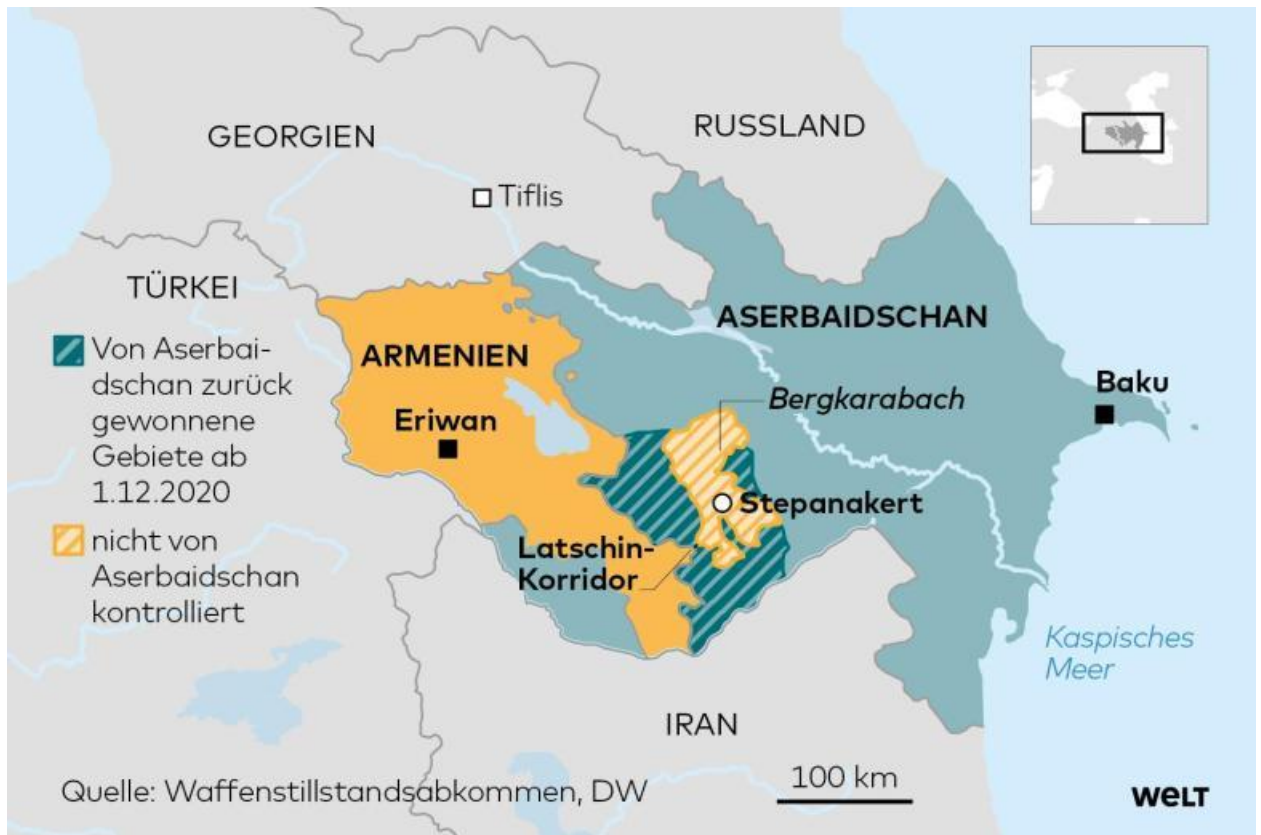 GEORGIEN
RUSSLAND
Tiflis
TÜRKEI
ASERBAIDSCHAN
Von Aserbai-
dschan zurück
gewonnene
Gebiete ab
1.12.2020
ARMENIEN
Baku
Bergkarabach
Eriwan
Stepanakert
nicht von
Aserbaidschan
kontrolliert
Latschin-
Korridor
Kaspisches
Meer
IRAN
Quelle: Waffenstillstandsabkommen, DW
100 km
WELT